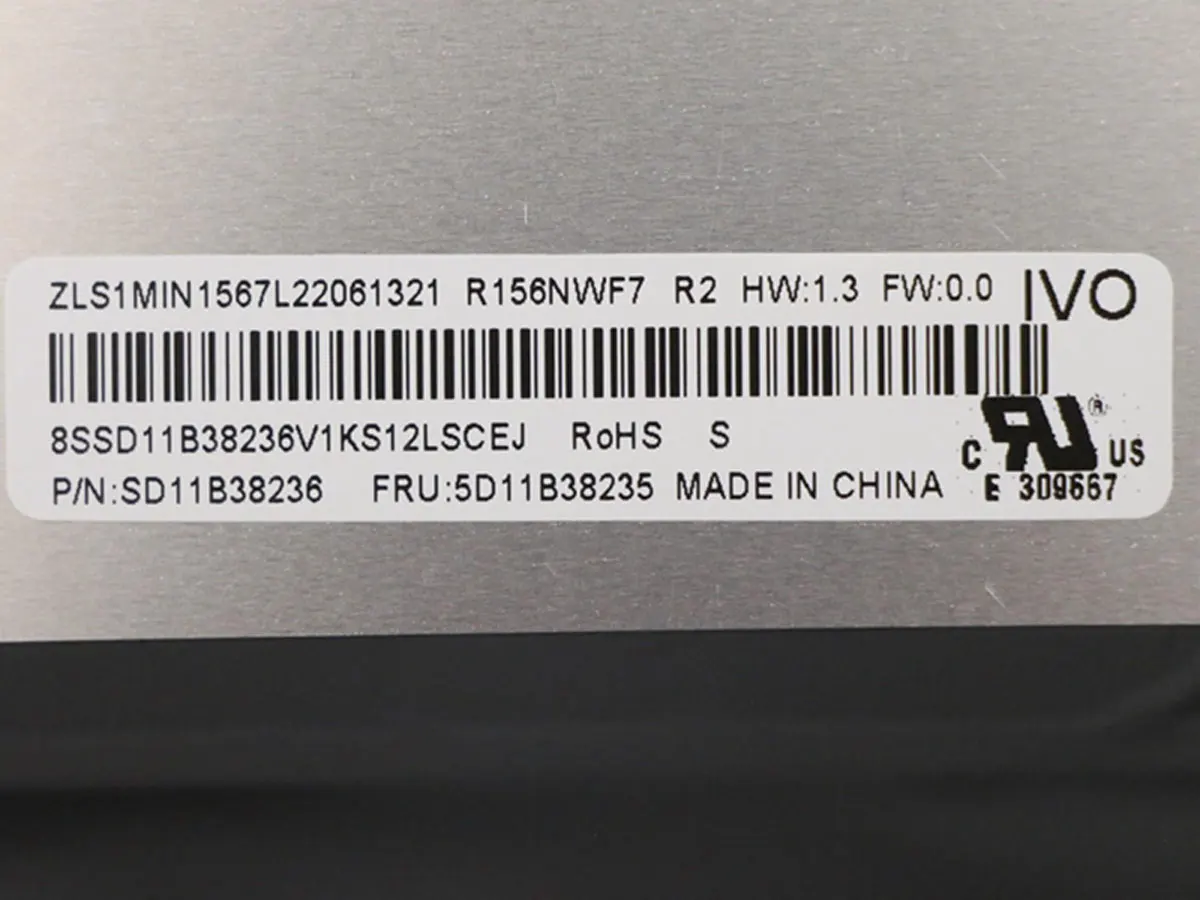 ZLS1MIN1567L22061321 R156NWF7 R2 HW:1.3 FW:0.0 IVO
8SSD11B38236V1KS12LSCEJ RoHS S
C RU ® US
P/N:SD11B38236 FRU:5D11B38235 MADE IN CHINA E 309667